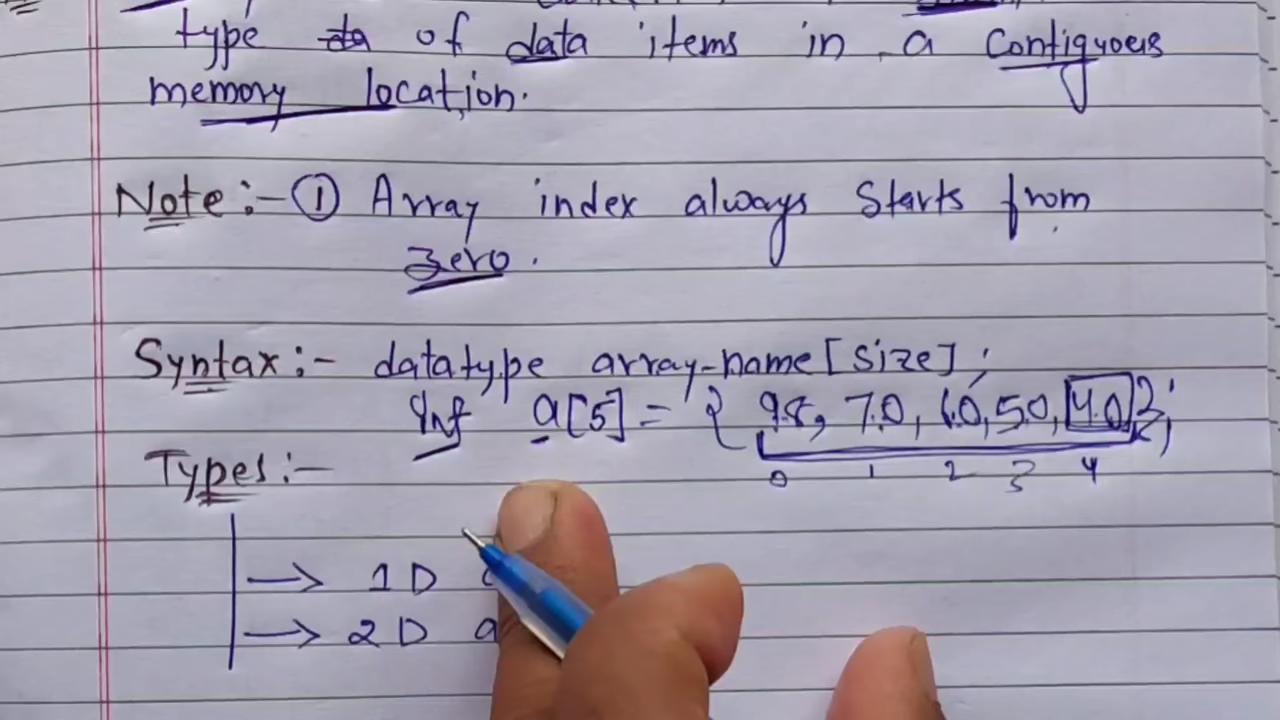 type da of data items in a Contiguous
memory location.
Note:- ① Array index always Starts from
zero.
Syntax:- datatype array-name[Size];
Int a[5] = { 9.8, 7.0, 6.0, 5.0, 4.0};
0 1 2 3 4
Types:-
→ 1D
→ 2D a